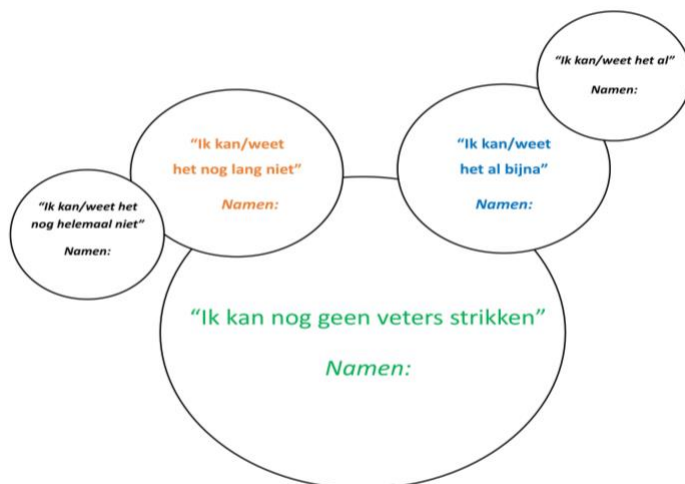 “Ik kan/weet het al”
Namen:
“Ik kan/weet
het nog lang niet”
Namen:
“Ik kan/weet
het al bijna”
Namen:
“Ik kan/weet het
nog helemaal niet”
Namen:
“Ik kan nog geen veters strikken”
Namen: